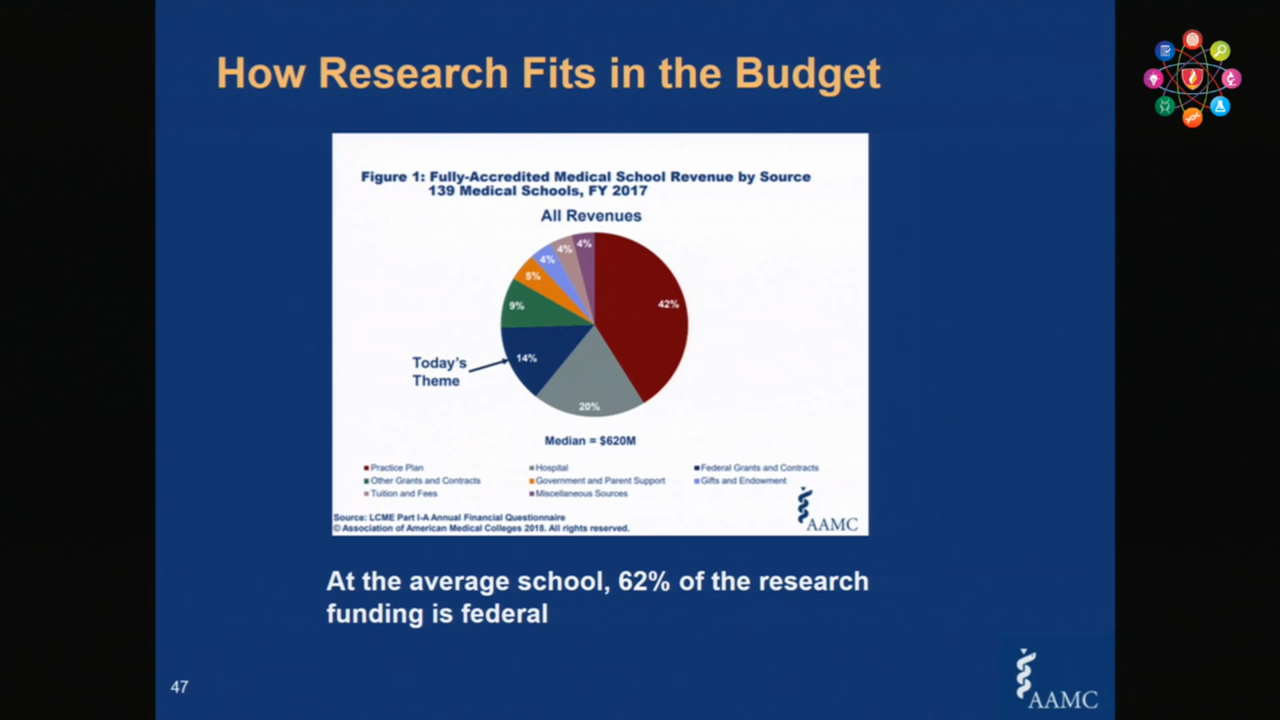 How Research Fits in the Budget
Figure 1: Fully-Accredited Medical School Revenue by Source
139 Medical Schools, FY 2017
All Revenues
4%
4%
4%
5%
9%
42%
14%
20%
Today's
Theme
Median = $620M
Practice Plan
Hospital
Federal Grants and Contracts
Other Grants and Contracts
Government and Parent Support
Gifts and Endowment
Tuition and Fees
Miscellaneous Sources
Source: LCME Part I-A Annual Financial Questionnaire
© Association of American Medical Colleges 2018. All rights reserved.
AAMC
At the average school, 62% of the research
funding is federal
47
AAMC